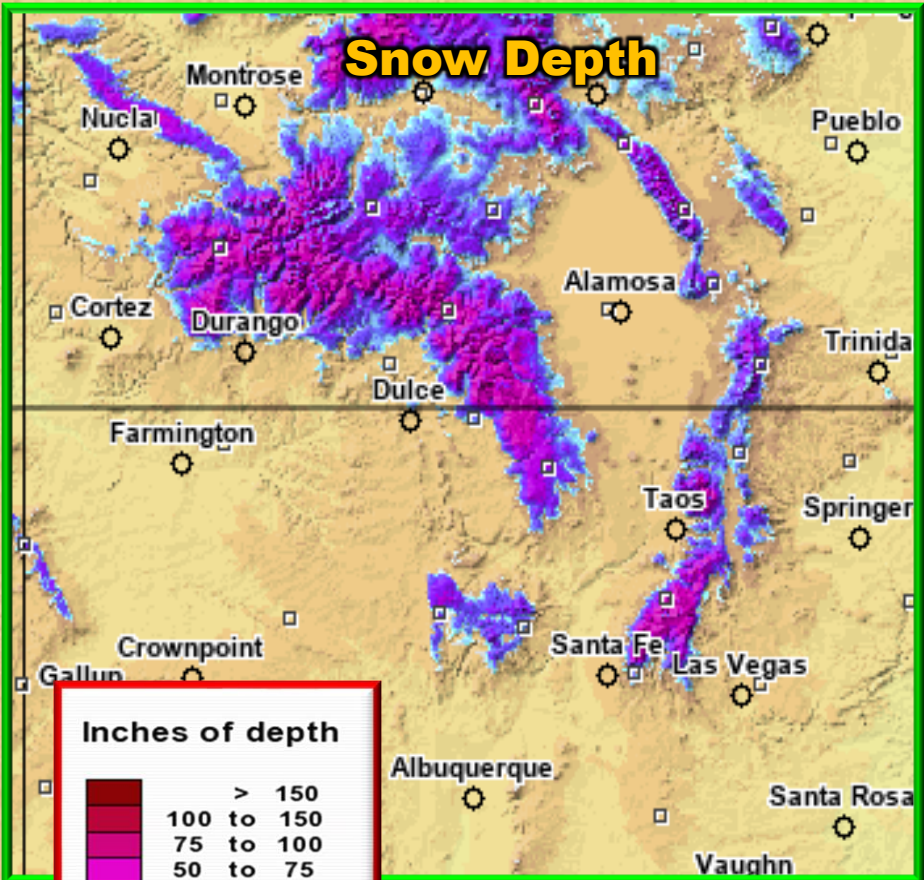 Snow Depth
Montrose
Nucla
Pueblo
Alamosa
Cortez
Durango
Trinida
Dulce
Farmington
Taos
Springer
Crownpoint
Santa Fe
Las Vegas
Gallup
Inches of depth
Albuquerque
> 150
Santa Rosa
100 to 150
75 to 100
50 to 75
Vaughn